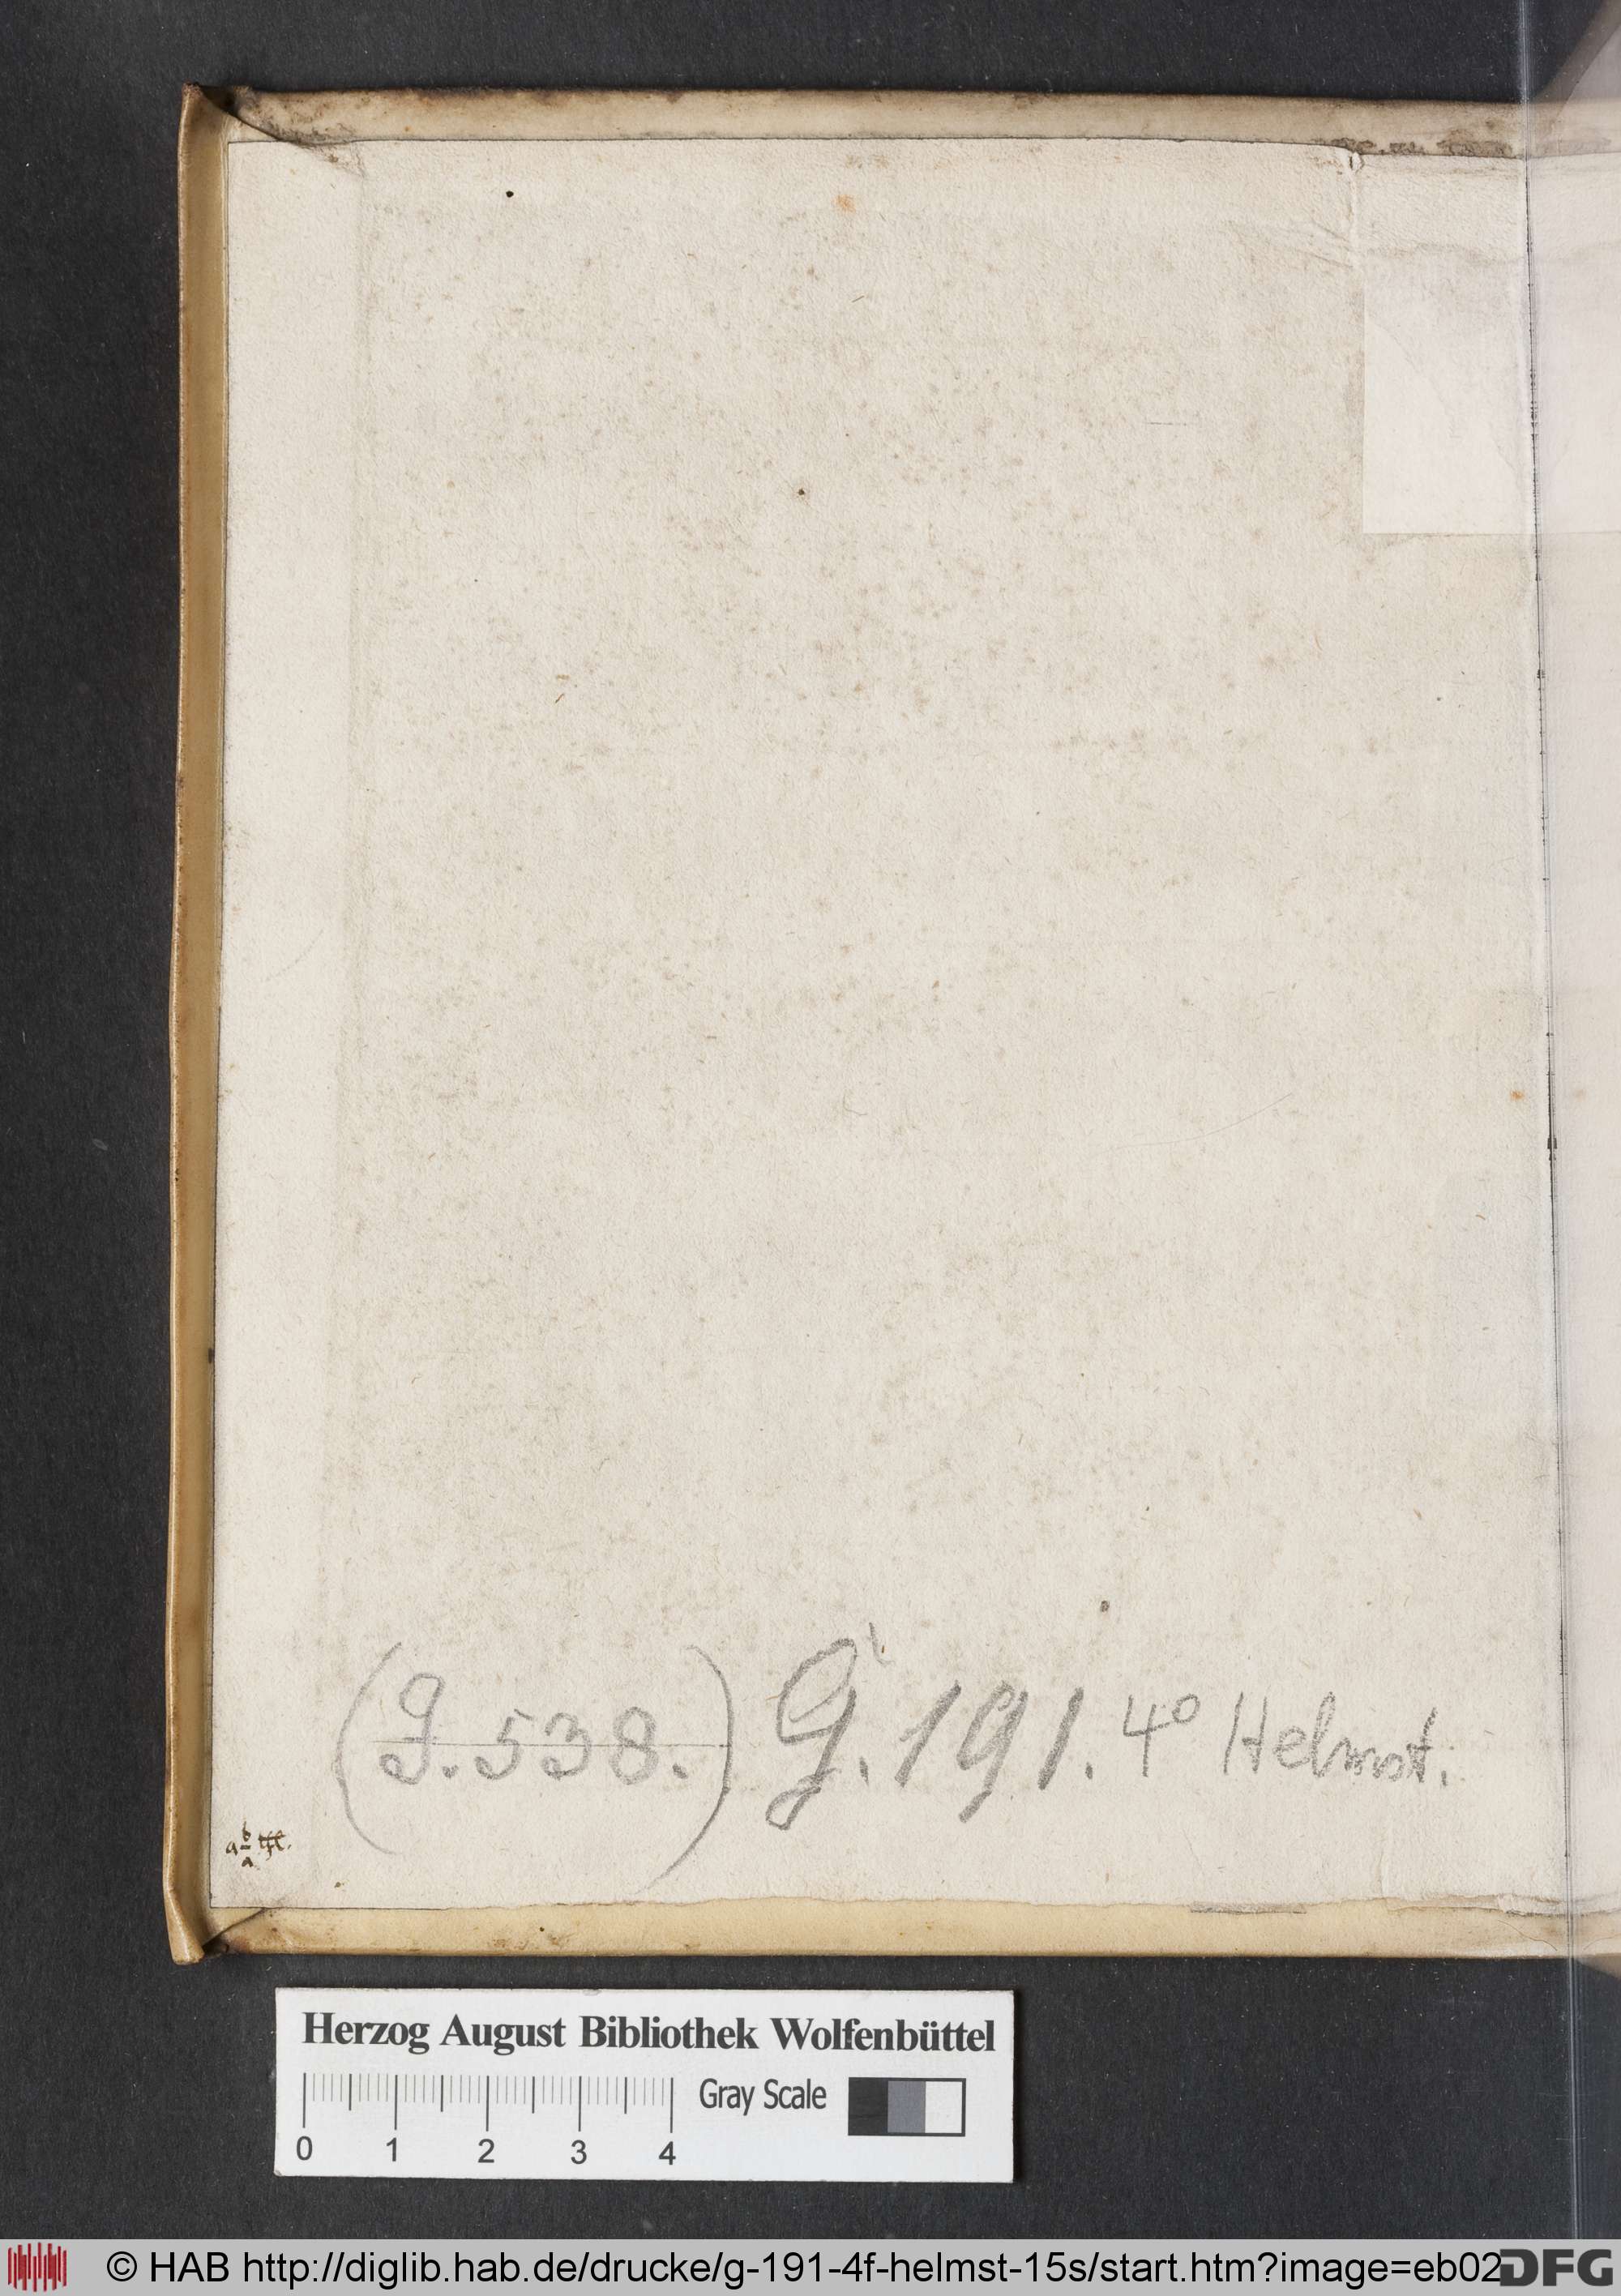 (g. 538.) G. 191. 4° Helmst.
Herzog August Bibliothek Wolfenbüttel
Gray Scale
0 1 2 3 4
© HAB http://diglib.hab.de/drucke/g-191-4f-helmst-15s/start.htm?image=eb02
DFG